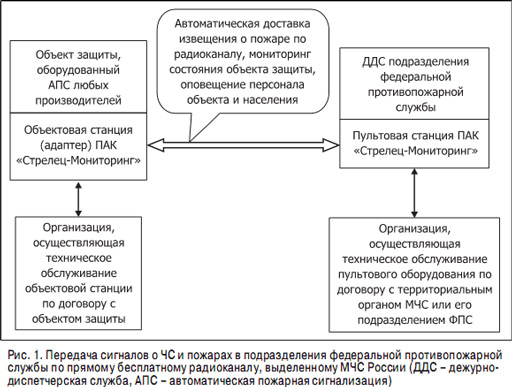 Автоматическая доставка
извещения о пожаре по
радиоканалу, мониторинг
состояния объекта защиты,
оповещение персонала
объекта и населения
Объект защиты,
оборудованный
АПС любых
производителей
Объектовая станция
(адаптер) ПАК
«Стрелец-Мониторинг»
ДДС подразделения
федеральной
противопожарной
службы
Пультовая станция ПАК
«Стрелец-Мониторинг»
Организация,
осуществляющая
техническое
обслуживание
объектовой станции
по договору с
объектом защиты
Организация,
осуществляющая
техническое обслуживание
пультового оборудования по
договору с территориальным
органом МЧС или его
подразделением ФПС
Рис. 1. Передача сигналов о ЧС и пожарах в подразделения федеральной противопожарной
службы по прямому бесплатному радиоканалу, выделенному МЧС России (ДДС – дежурно-
диспетчерская служба, АПС – автоматическая пожарная сигнализация)